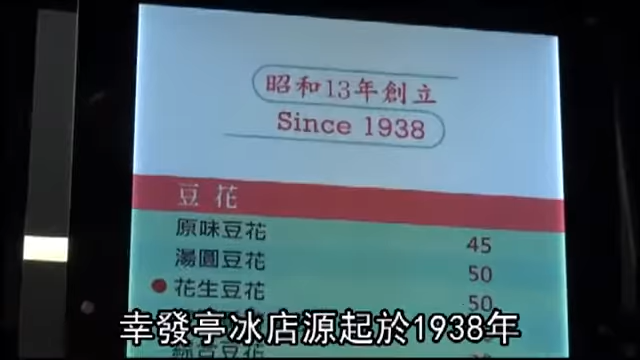 昭和13年創立
Since 1938
豆花
原味豆花 45
湯圓豆花 50
花生豆花 50
幸發亭冰店源起於1938年